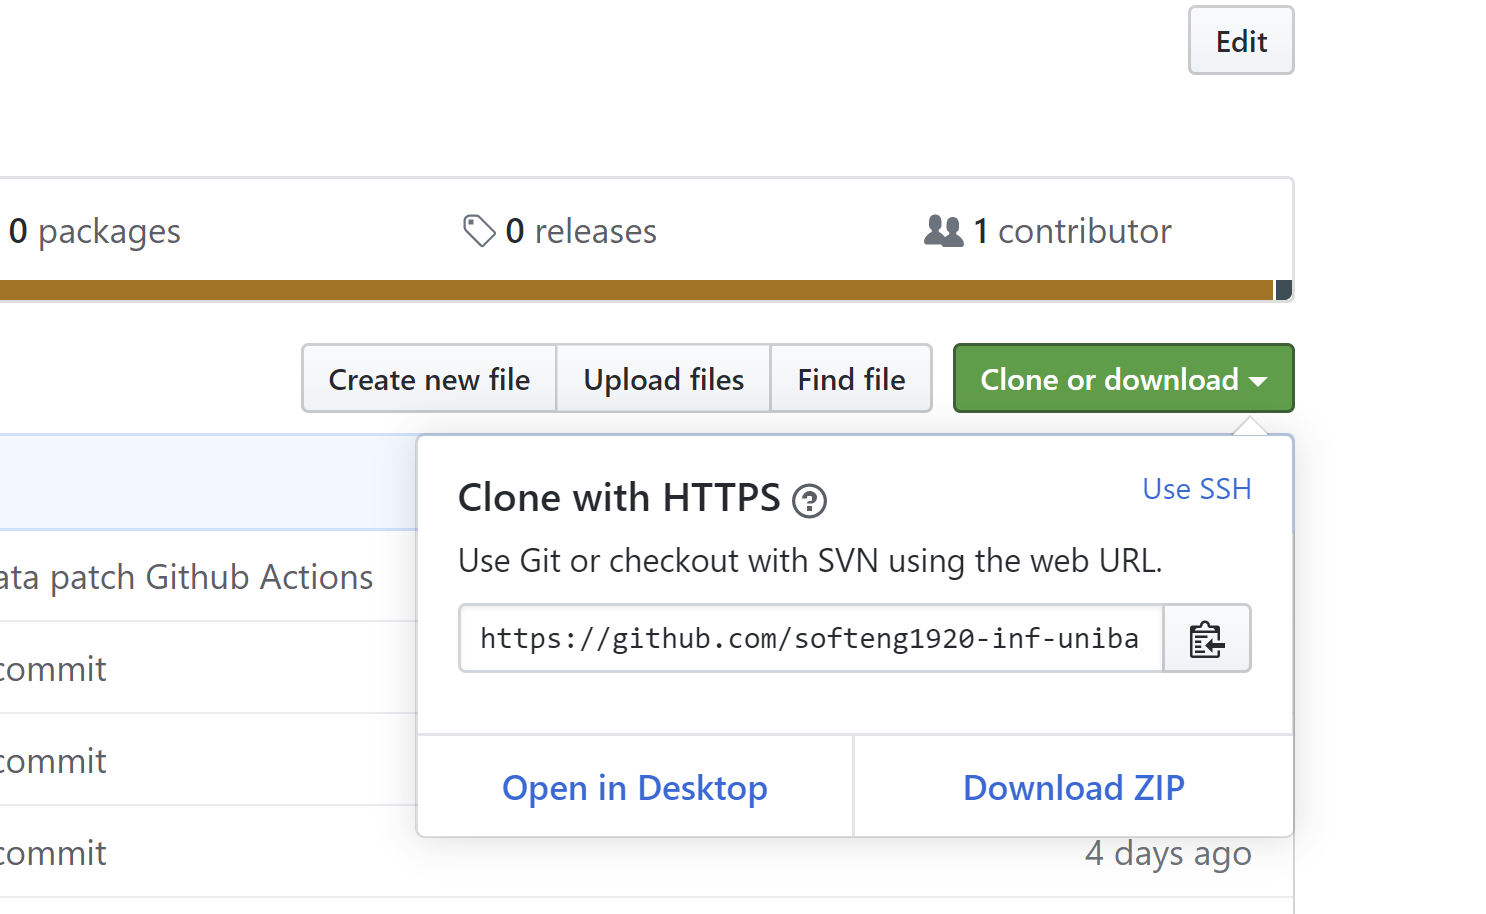 Edit
0 packages
0 releases
1 contributor
Create new file
Upload files
Find file
Clone or download
Clone with HTTPS ?
Use SSH
Use Git or checkout with SVN using the web URL.
patch Github Actions
https://github.com/softeng1920-inf-uniba
commit
commit
Open in Desktop
Download ZIP
commit
4 days ago